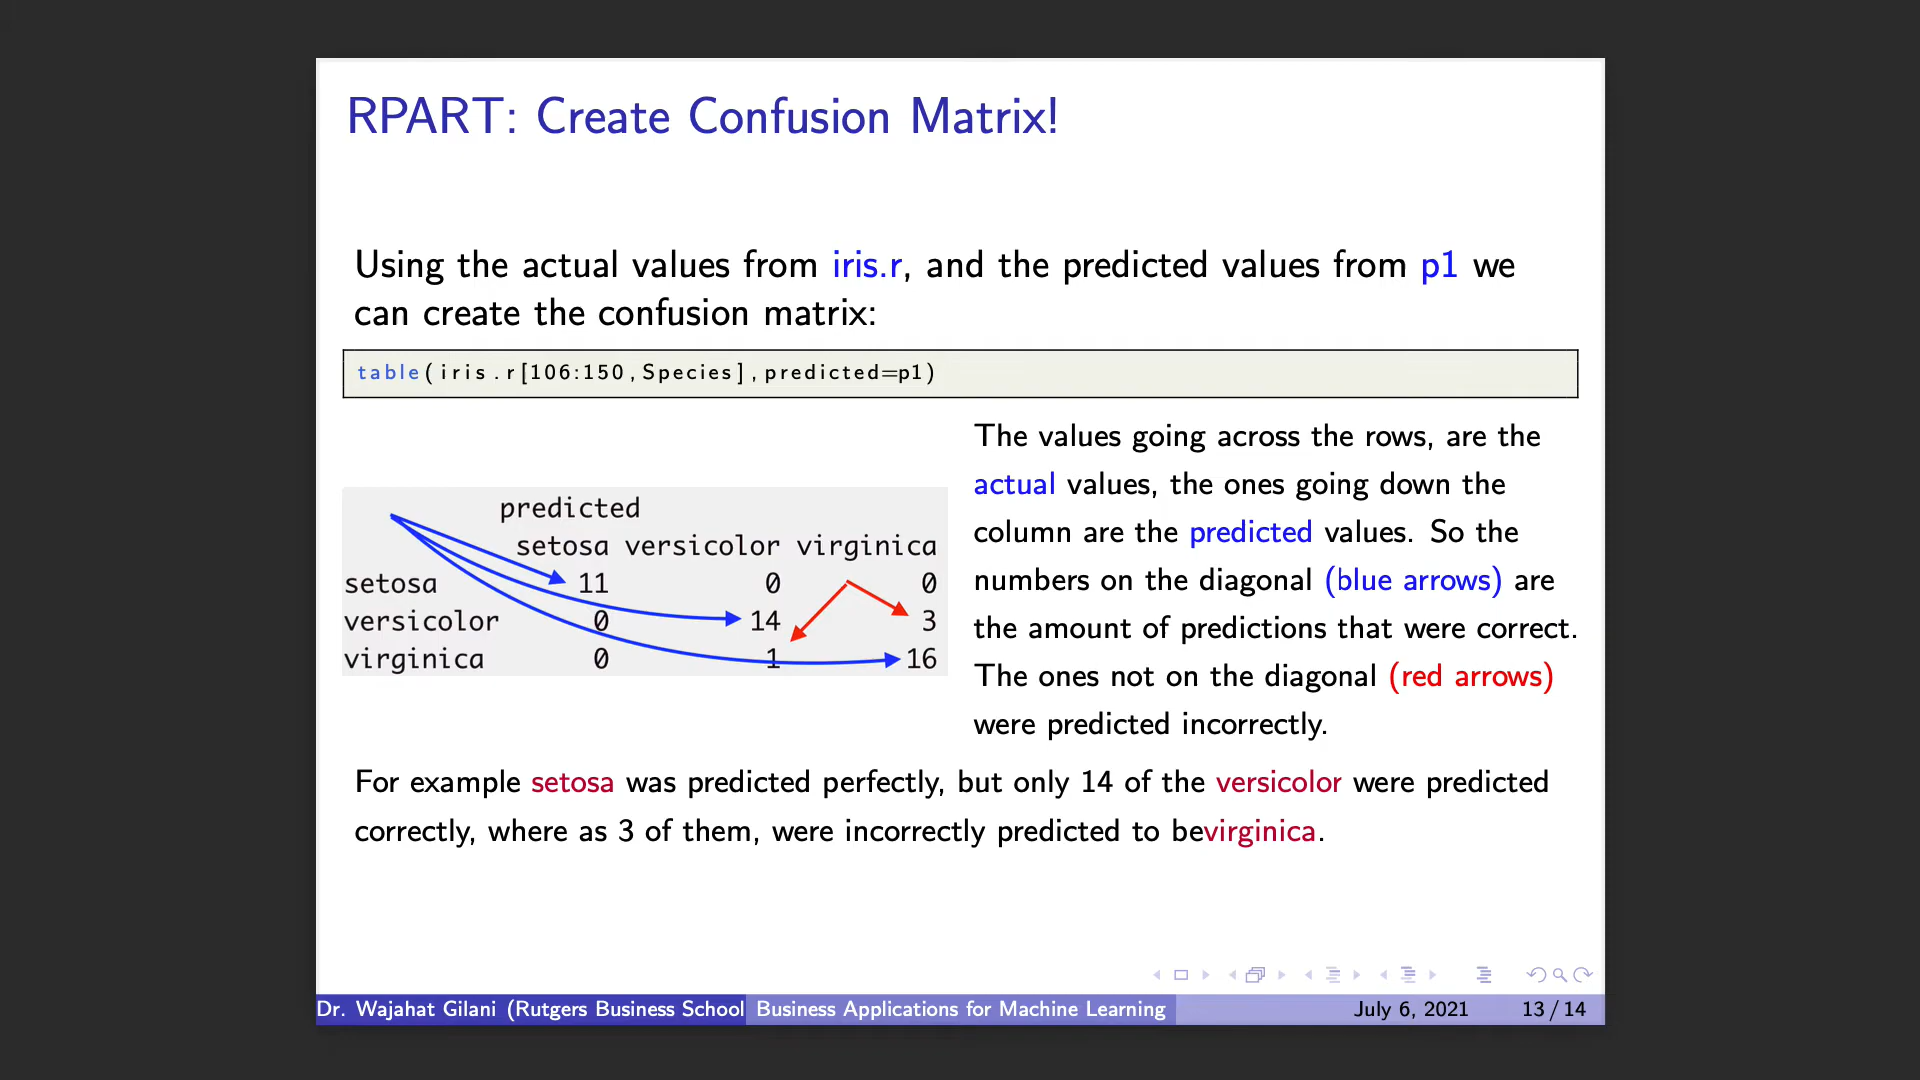 RPART: Create Confusion Matrix!
Using the actual values from iris.r, and the predicted values from p1 we
can create the confusion matrix:
table(iris.r[106:150,Species],predicted=p1)
predicted
setosa versicolor virginica
setosa 11 0 0
versicolor 0 14 3
virginica 0 1 16
The values going across the rows, are the
actual values, the ones going down the
column are the predicted values. So the
numbers on the diagonal (blue arrows) are
the amount of predictions that were correct.
The ones not on the diagonal (red arrows)
were predicted incorrectly.
For example setosa was predicted perfectly, but only 14 of the versicolor were predicted
correctly, where as 3 of them, were incorrectly predicted to bevirginica.
Dr. Wajahat Gilani (Rutgers Business School Business Applications for Machine Learning July 6, 2021 13 / 14